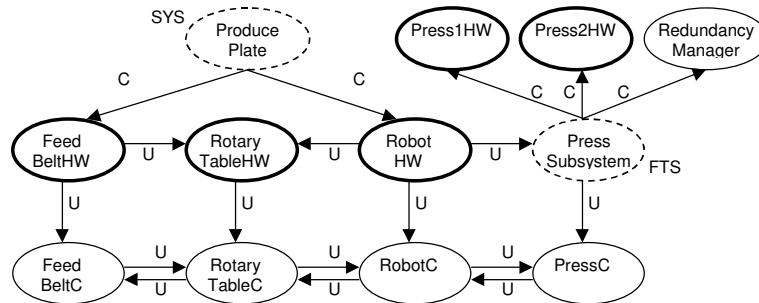 SYS
Produce
Plate
Press1HW
Press2HW
Redundancy
Manager
C
C
C
C
C
Feed
BeltHW
U
Rotary
TableHW
U
Robot
HW
U
Press
Subsystem
FTS
U
U
U
U
Feed
BeltC
U
U
Rotary
TableC
U
U
RobotC
U
U
PressC